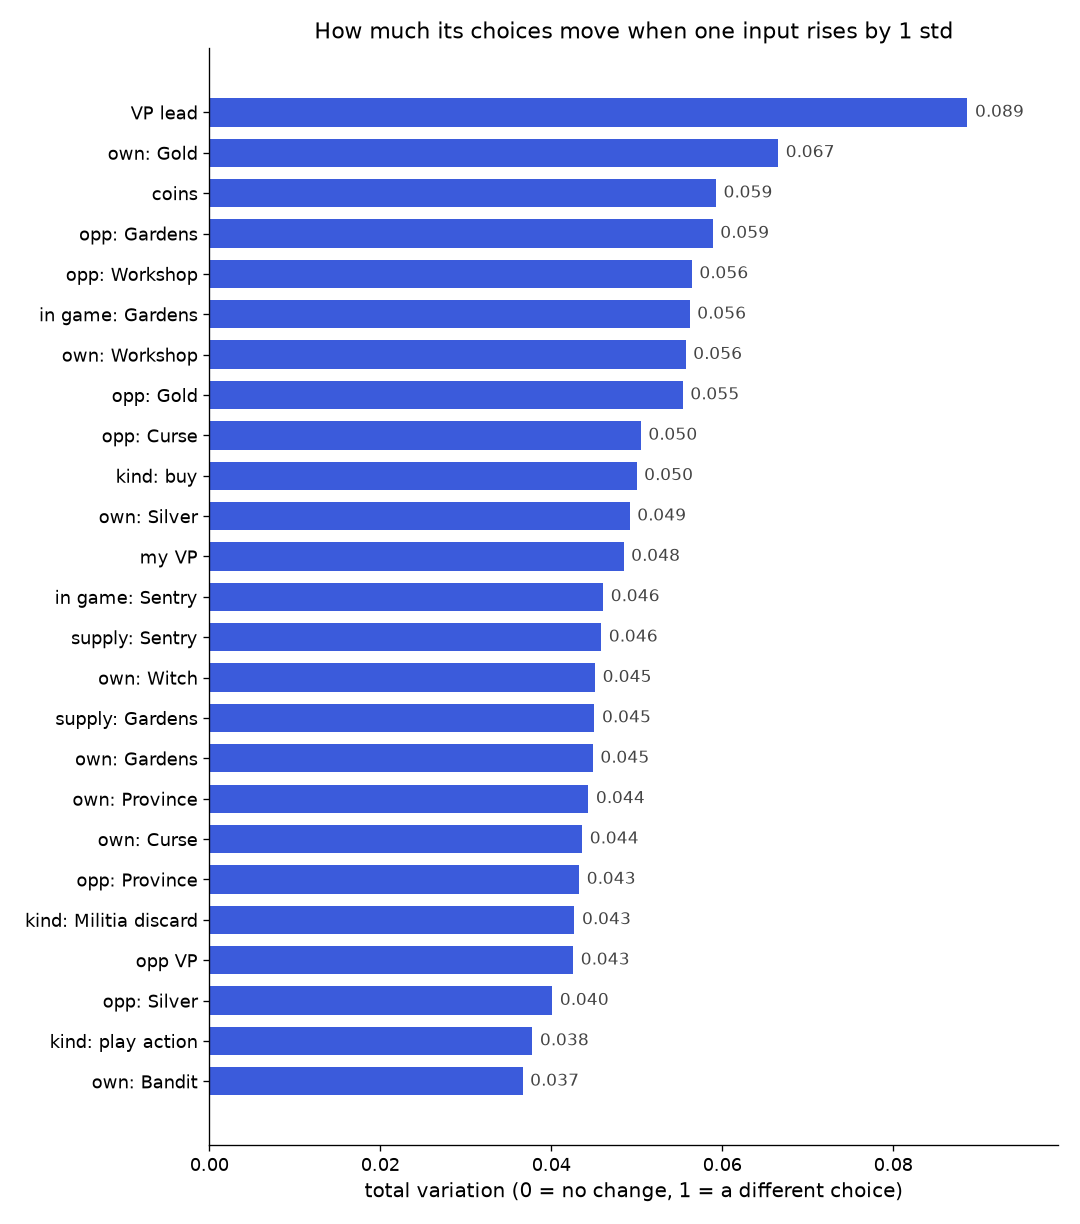 How much its choices move when one input rises by 1 std
VP lead 0.089
own: Gold 0.067
coins 0.059
opp: Gardens 0.059
opp: Workshop 0.056
in game: Gardens 0.056
own: Workshop 0.056
opp: Gold 0.055
opp: Curse 0.050
kind: buy 0.050
own: Silver 0.049
my VP 0.048
in game: Sentry 0.046
supply: Sentry 0.046
own: Witch 0.045
supply: Gardens 0.045
own: Gardens 0.045
own: Province 0.044
own: Curse 0.044
opp: Province 0.043
kind: Militia discard 0.043
opp VP 0.043
opp: Silver 0.040
kind: play action 0.038
own: Bandit 0.037
0.00 0.02 0.04 0.06 0.08
total variation (0 = no change, 1 = a different choice)